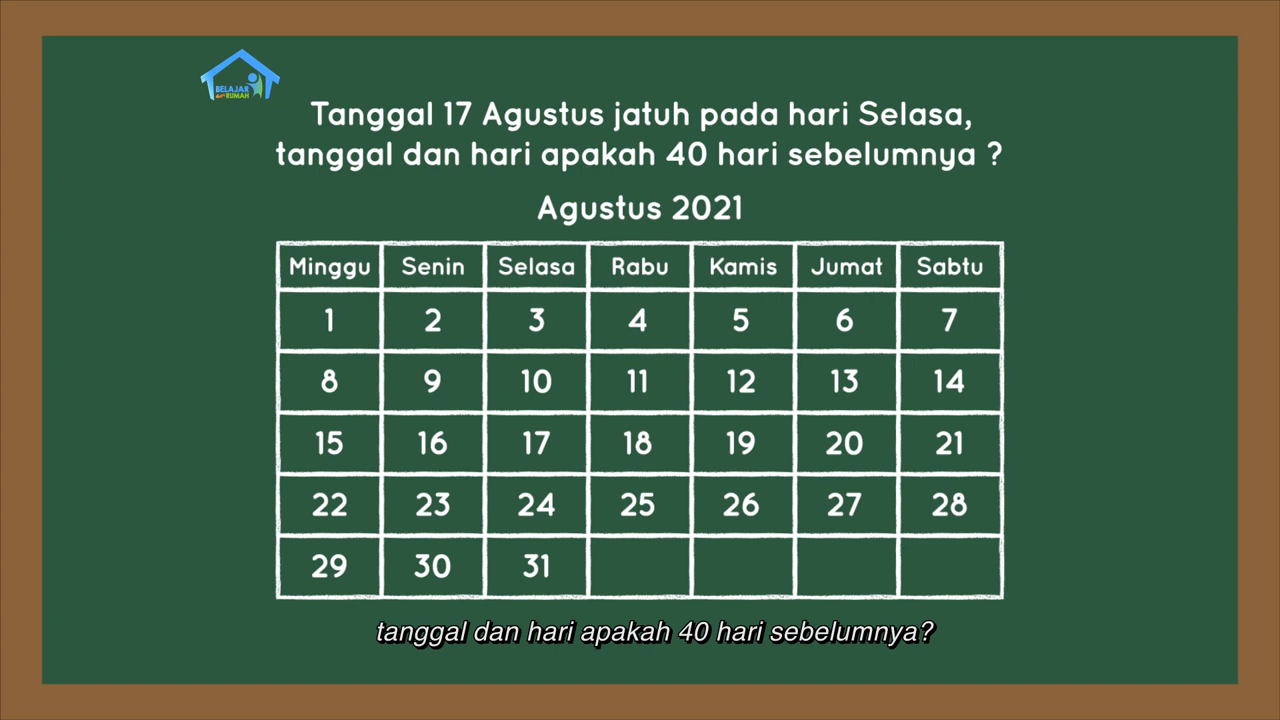 BELAJAR
dari RUMAH
Tanggal 17 Agustus jatuh pada hari Selasa,
tanggal dan hari apakah 40 hari sebelumnya ?
Agustus 2021
Minggu Senin Selasa Rabu Kamis Jumat Sabtu
1 2 3 4 5 6 7
8 9 10 11 12 13 14
15 16 17 18 19 20 21
22 23 24 25 26 27 28
29 30 31
tanggal dan hari apakah 40 hari sebelumnya?